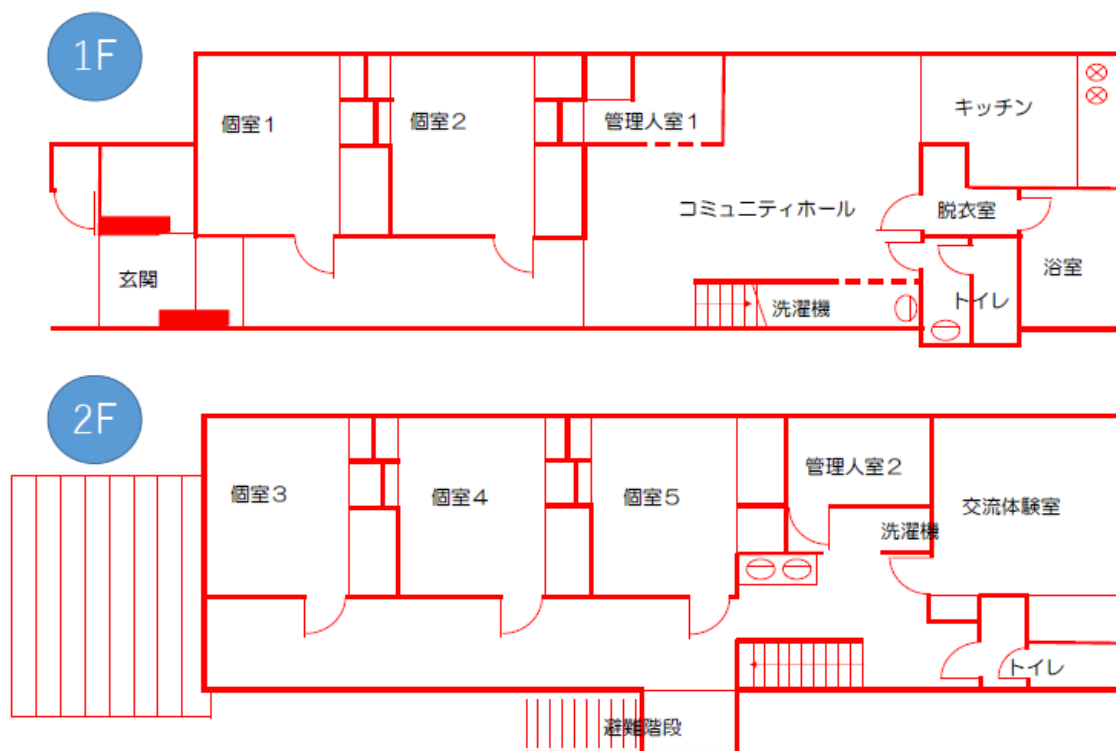 1F
個室1
個室2
管理人室1
キッチン
コミュニティホール
脱衣室
玄関
浴室
洗濯機
トイレ
2F
個室3
個室4
個室5
管理人室2
交流体験室
洗濯機
トイレ
避難階段